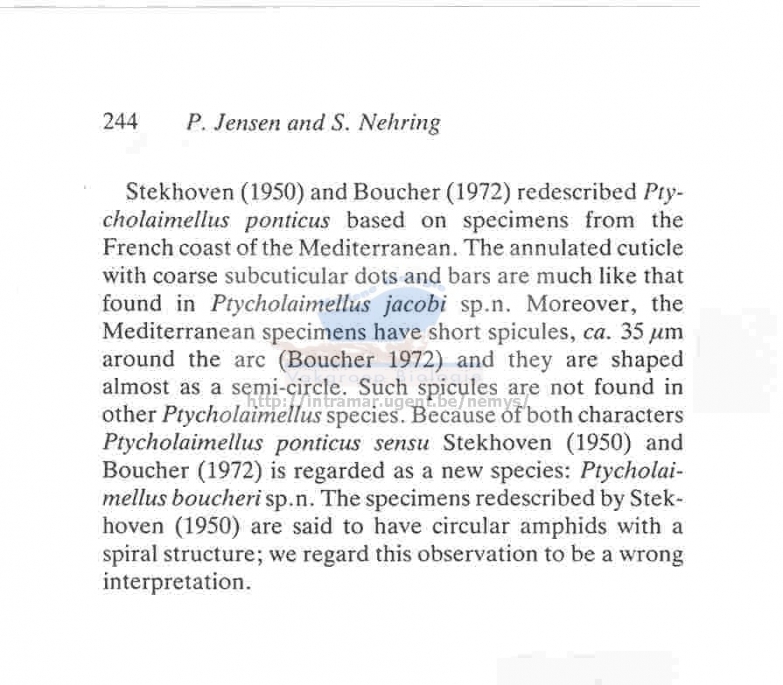 244 P. Jensen and S. Nehring
Stekhoven (1950) and Boucher (1972) redescribed Pty-
cholaimellus ponticus based on specimens from the
French coast of the Mediterranean. The annulated cuticle
with coarse subcuticular dots and bars are much like that
found in Ptycholaimellus jacobi sp.n. Moreover, the
Mediterranean specimens have short spicules, ca. 35 μm
around the arc (Boucher 1972) and they are shaped
almost as a semi-circle. Such spicules are not found in
http://intramar.ugent.be/nemys/
other Ptycholaimellus species. Because of both characters
Ptycholaimellus ponticus sensu Stekhoven (1950) and
Boucher (1972) is regarded as a new species: Ptycholai-
mellus boucheri sp.n. The specimens redescribed by Stek-
hoven (1950) are said to have circular amphids with a
spiral structure; we regard this observation to be a wrong
interpretation.